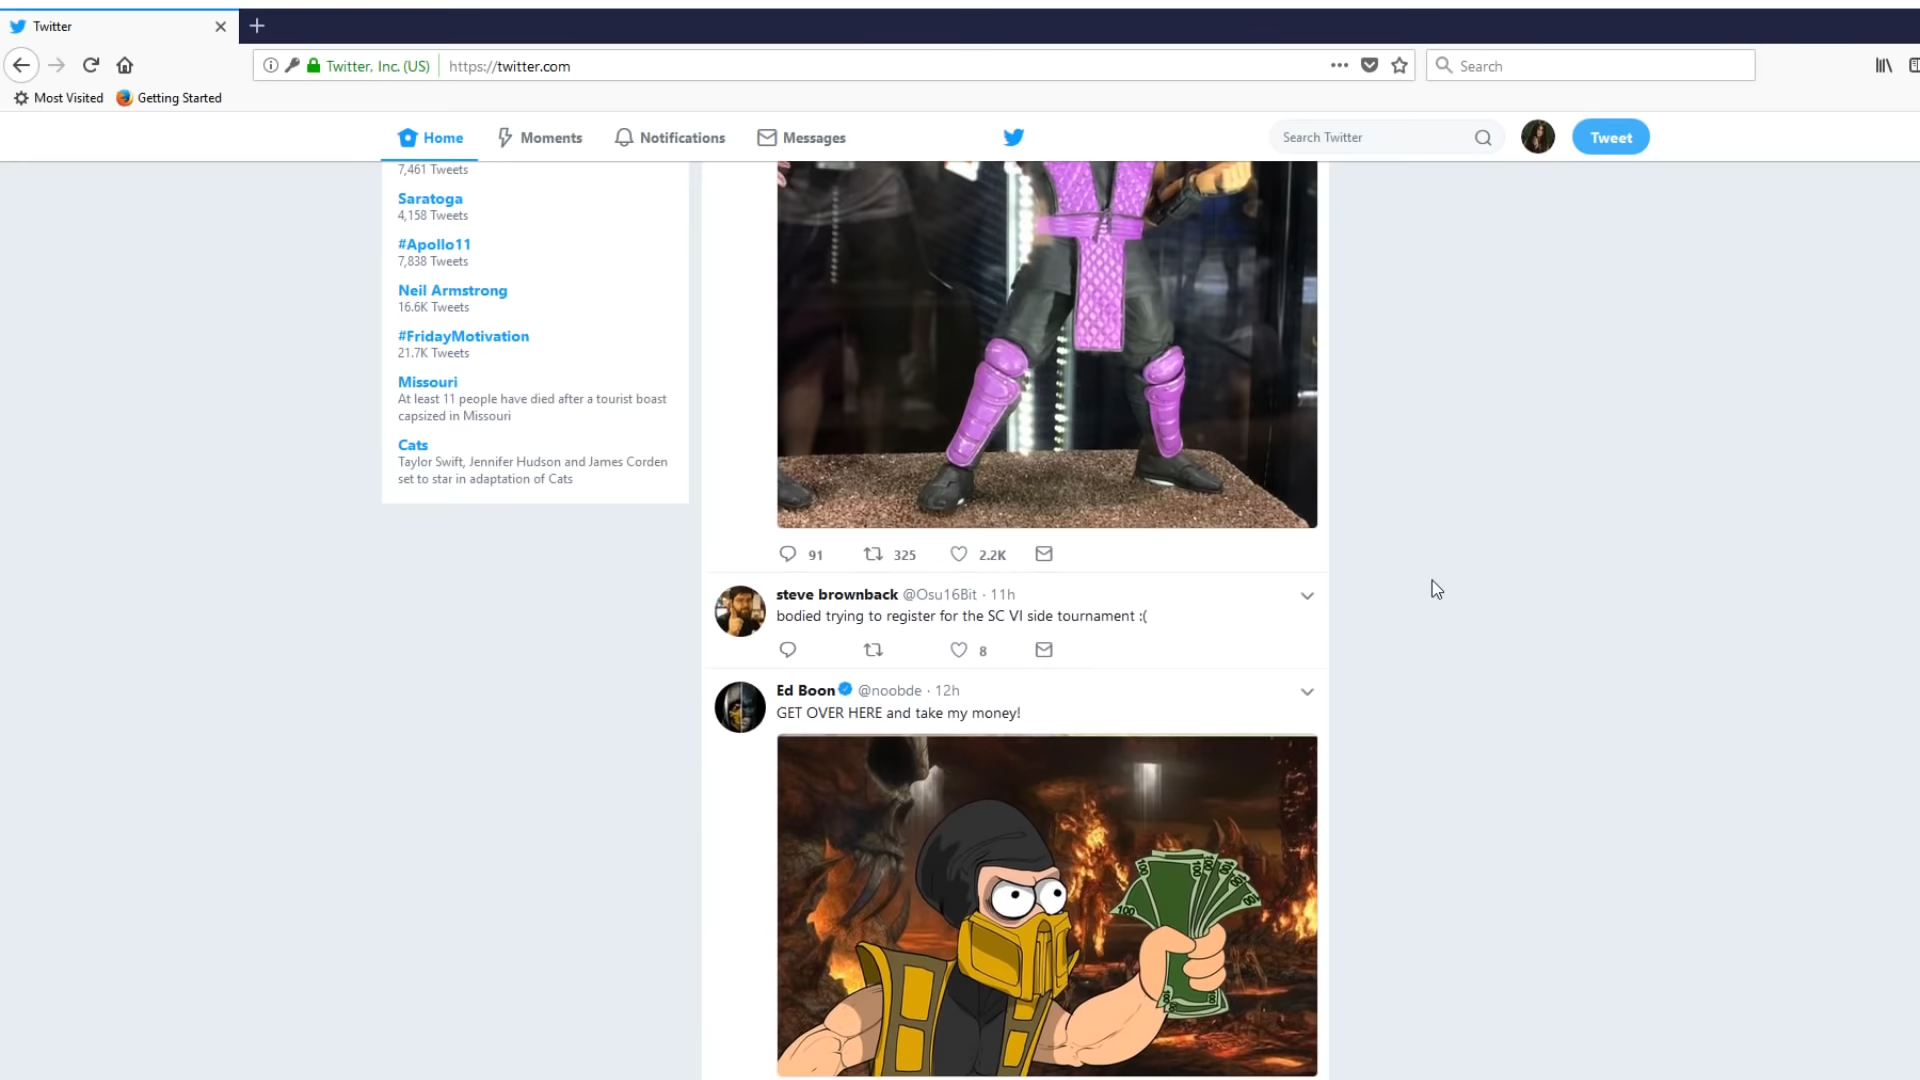 Twitter
Twitter, Inc. (US)
https://twitter.com
Search
Most Visited
Getting Started
Home
Moments
Notifications
Messages
Search Twitter
Tweet
7,461 Tweets
Saratoga
4,158 Tweets
#Apollo11
7,838 Tweets
Neil Armstrong
16.6K Tweets
#FridayMotivation
21.7K Tweets
Missouri
At least 11 people have died after a tourist boast
capsized in Missouri
Cats
Taylor Swift, Jennifer Hudson and James Corden
set to star in adaptation of Cats
91 325 2.2K
steve brownback @Osu16Bit · 11h
bodied trying to register for the SC VI side tournament :(
8
Ed Boon @noobde · 12h
GET OVER HERE and take my money!
100
100
100
100
100